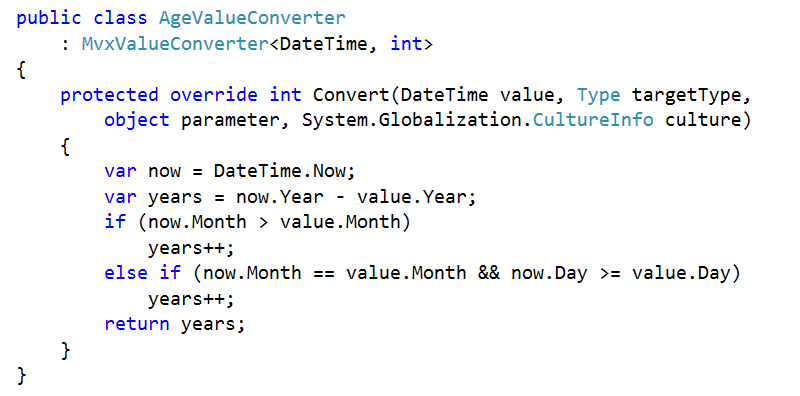 public class AgeValueConverter
    : MvxValueConverter<DateTime, int>
{
    protected override int Convert(DateTime value, Type targetType,
        object parameter, System.Globalization.CultureInfo culture)
    {
        var now = DateTime.Now;
        var years = now.Year - value.Year;
        if (now.Month > value.Month)
            years++;
        else if (now.Month == value.Month && now.Day >= value.Day)
            years++;
        return years;
    }
}